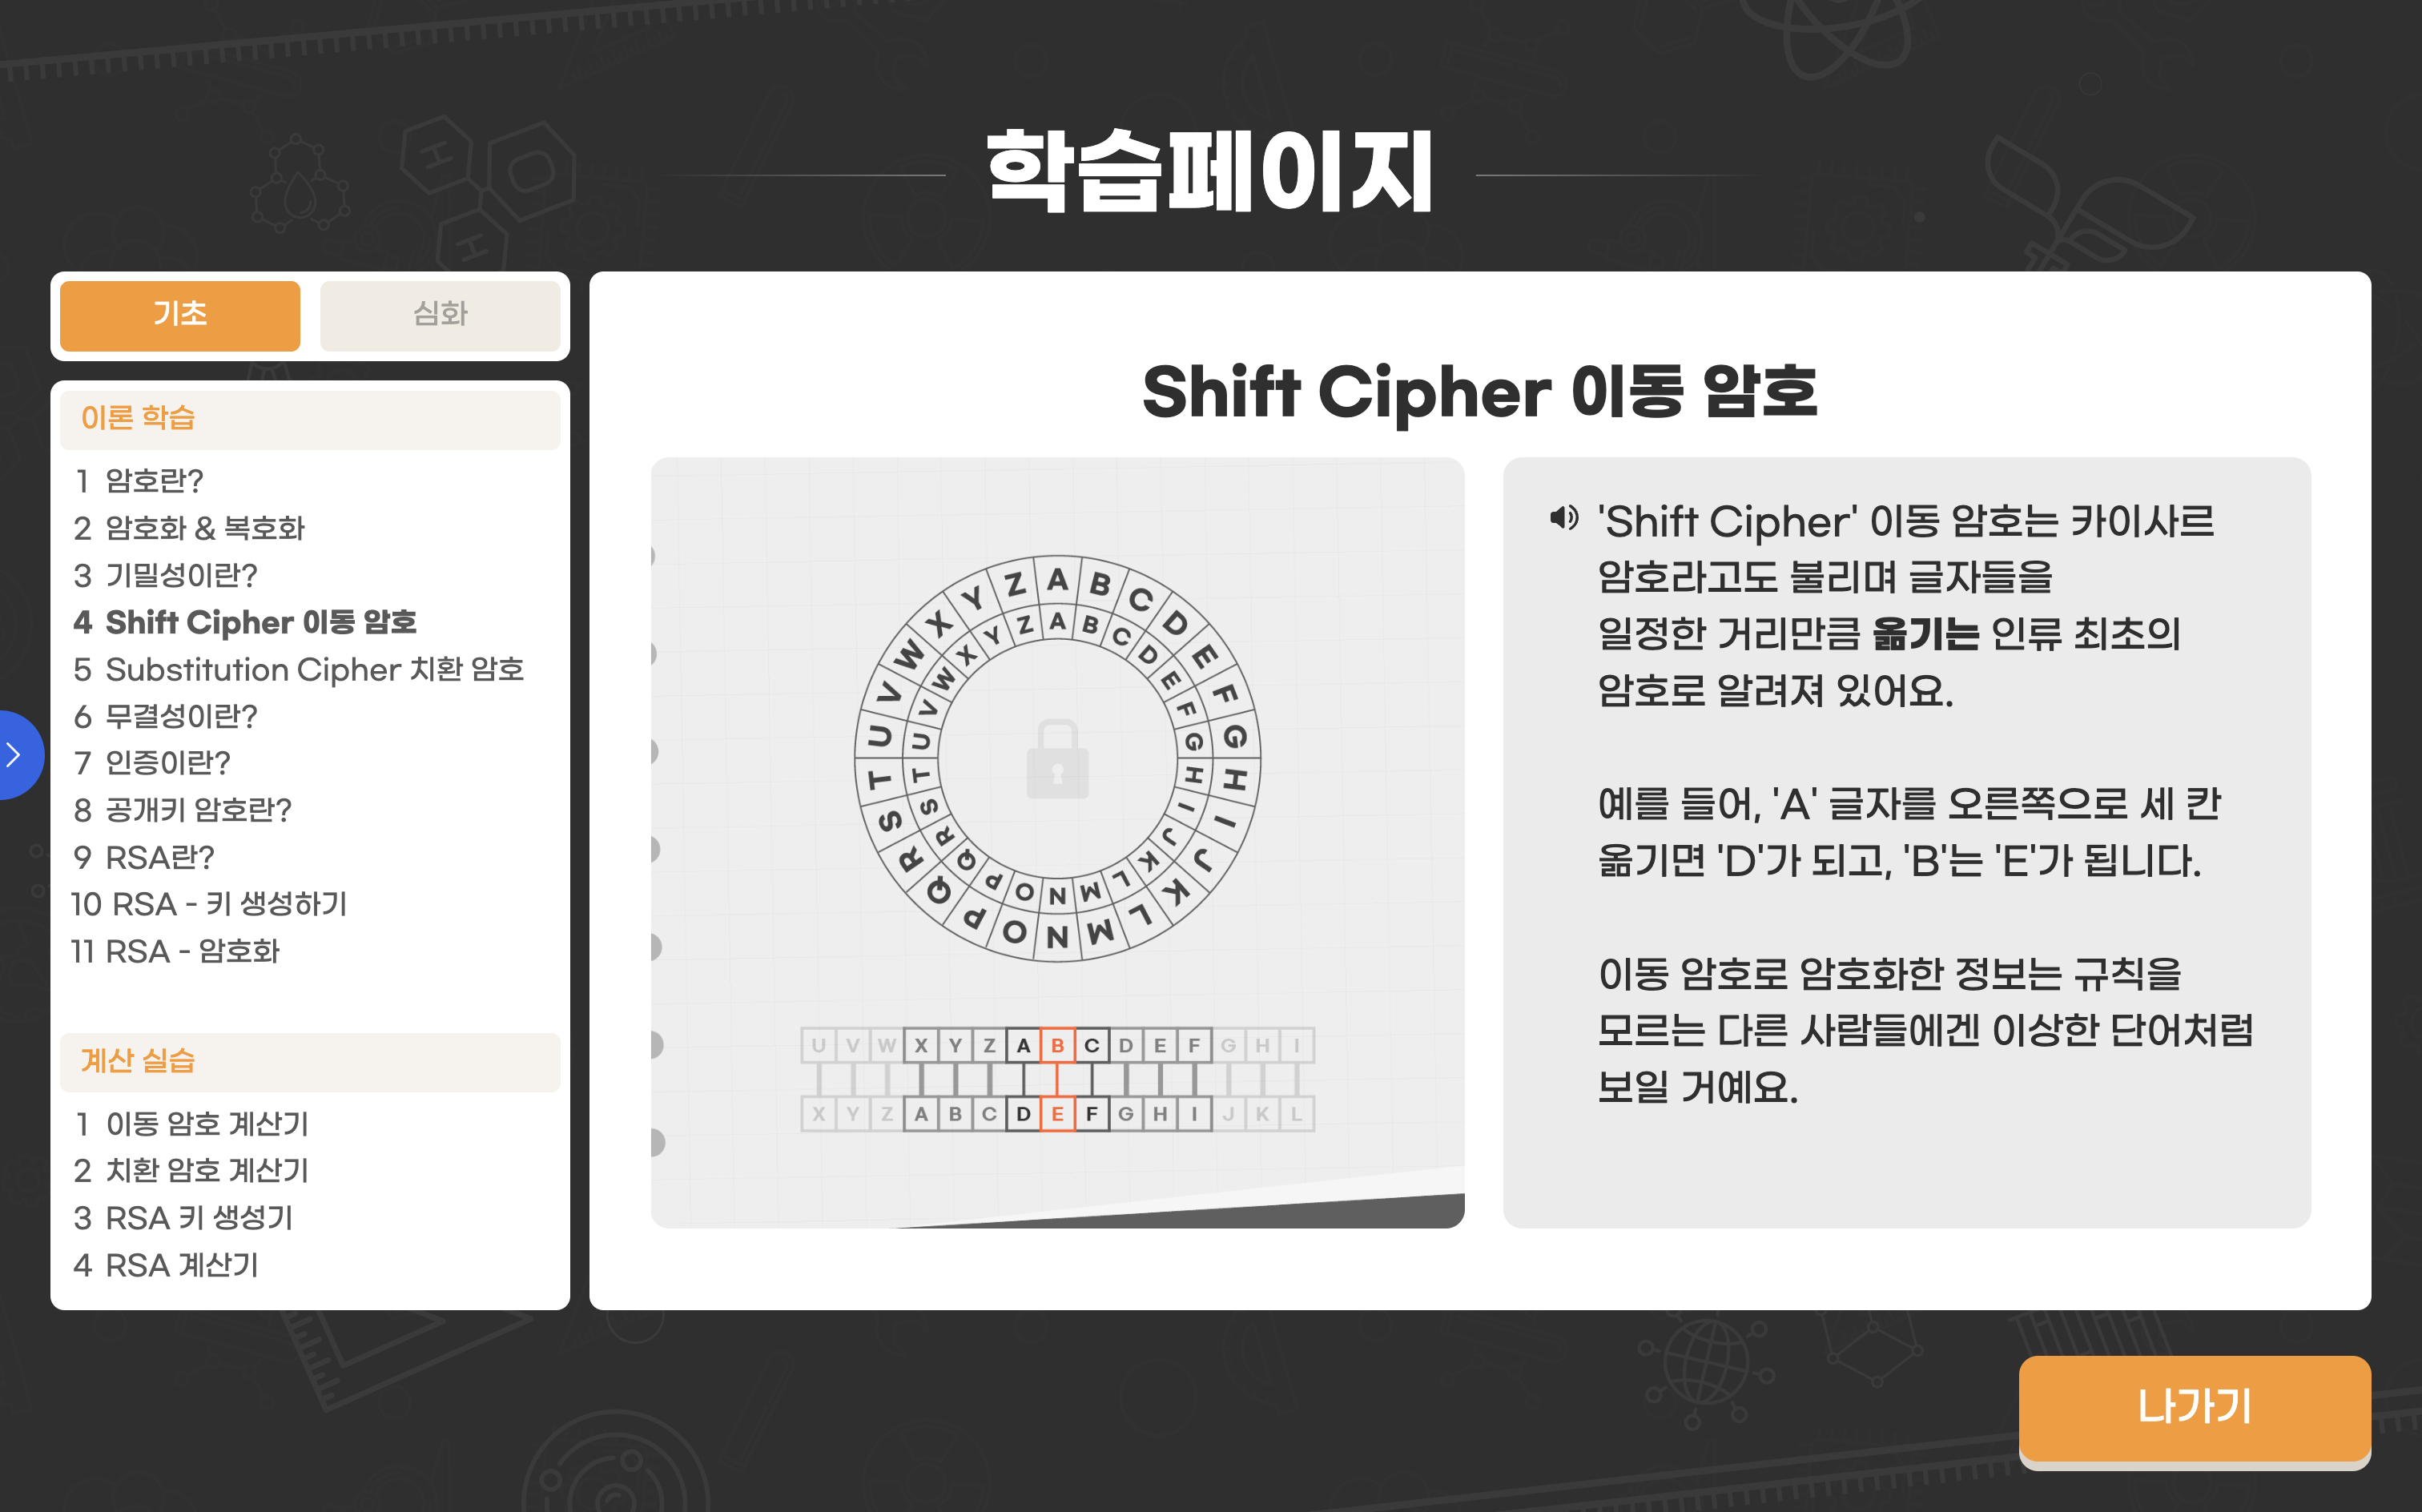 학습페이지
기초
심화
이론 학습
1 암호란?
2 암호화 & 복호화
3 기밀성이란?
4 Shift Cipher 이동 암호
5 Substitution Cipher 치환 암호
6 무결성이란?
7 인증이란?
8 공개키 암호란?
9 RSA란?
10 RSA - 키 생성하기
11 RSA - 암호화
계산 실습
1 이동 암호 계산기
2 치환 암호 계산기
3 RSA 키 생성기
4 RSA 계산기
Shift Cipher 이동 암호
A B C D E F G H I J K L M N O P Q R S T U V W X Y Z
A B C D E F G H I J K L M N O P Q R S T U V W X Y Z
U V W X Y Z A B C D E F G H I
X Y Z A B C D E F G H I J K L
'Shift Cipher' 이동 암호는 카이사르
암호라고도 불리며 글자들을
일정한 거리만큼 옮기는 인류 최초의
암호로 알려져 있어요.
예를 들어, 'A' 글자를 오른쪽으로 세 칸
옮기면 'D'가 되고, 'B'는 'E'가 됩니다.
이동 암호로 암호화한 정보는 규칙을
모르는 다른 사람들에겐 이상한 단어처럼
보일 거예요.
나가기
H
H